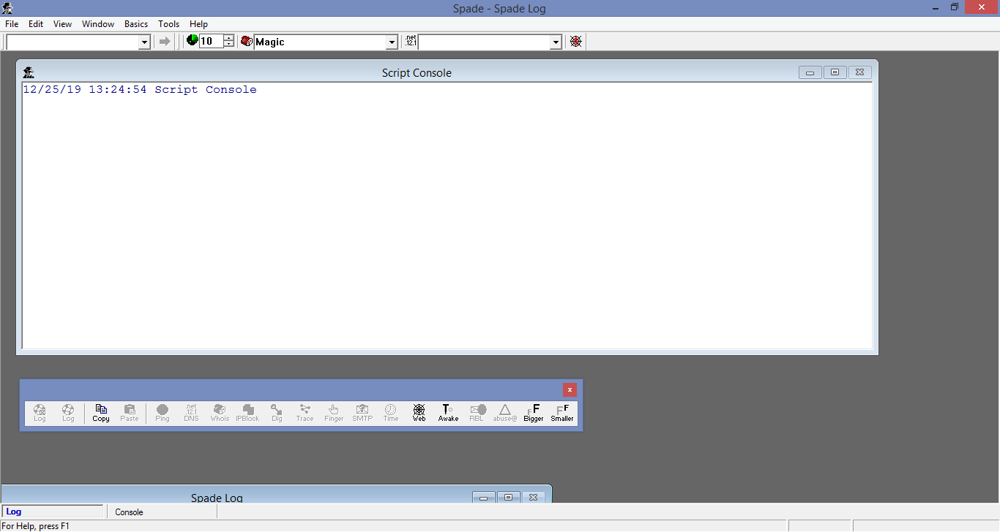 Spade - Spade Log
File Edit View Window Basics Tools Help
10 Magic .net 12.1
Script Console
12/25/19 13:24:54 Script Console
Log Log Copy Paste Ping .net 12.1 DNS Whois IPBlock Dig Trace Finger SMTP Time Web Awake RBL abuse@ Bigger Smaller
Spade Log
Log Console
For Help, press F1